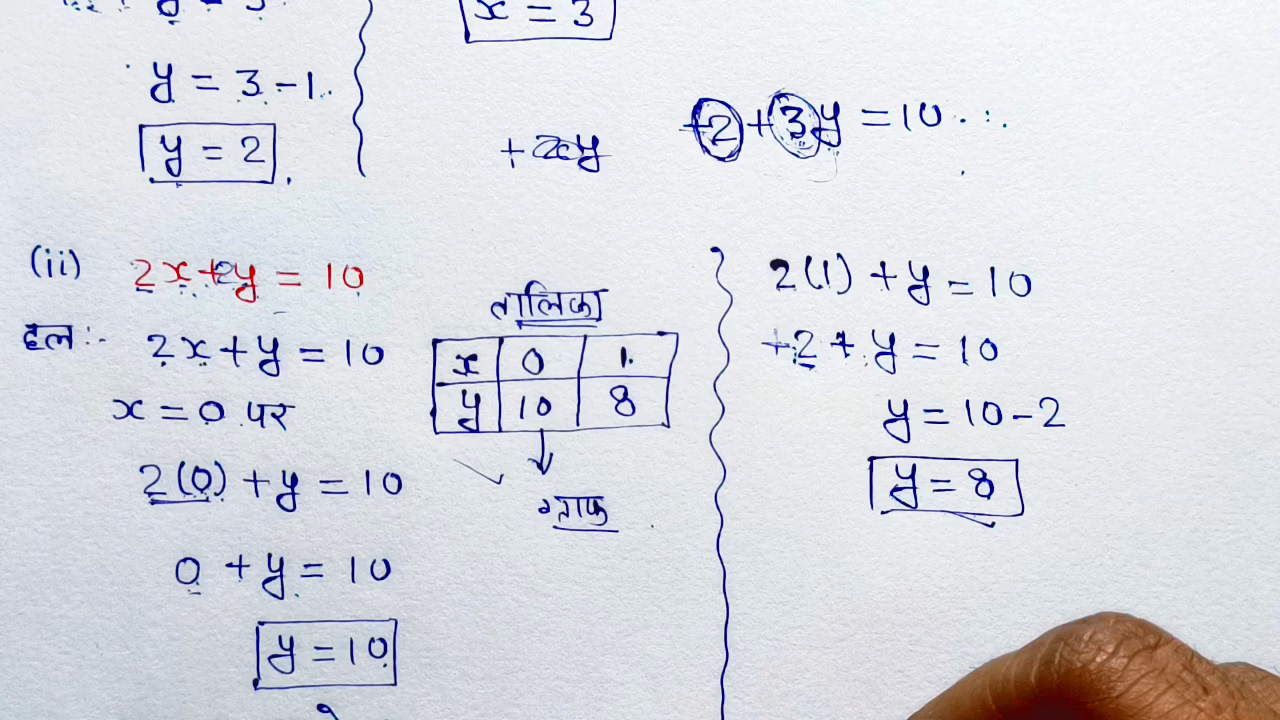 x = 3
y = 3 - 1
y = 2
+2 + 3y = 10
(ii) 2x + y = 10
हल :- 2x + y = 10
x = 0 पर
2(0) + y = 10
0 + y = 10
y = 10
तालिका
x 0 1
y 10 8
ग्राफ
2(1) + y = 10
+2 + y = 10
y = 10 - 2
y = 8